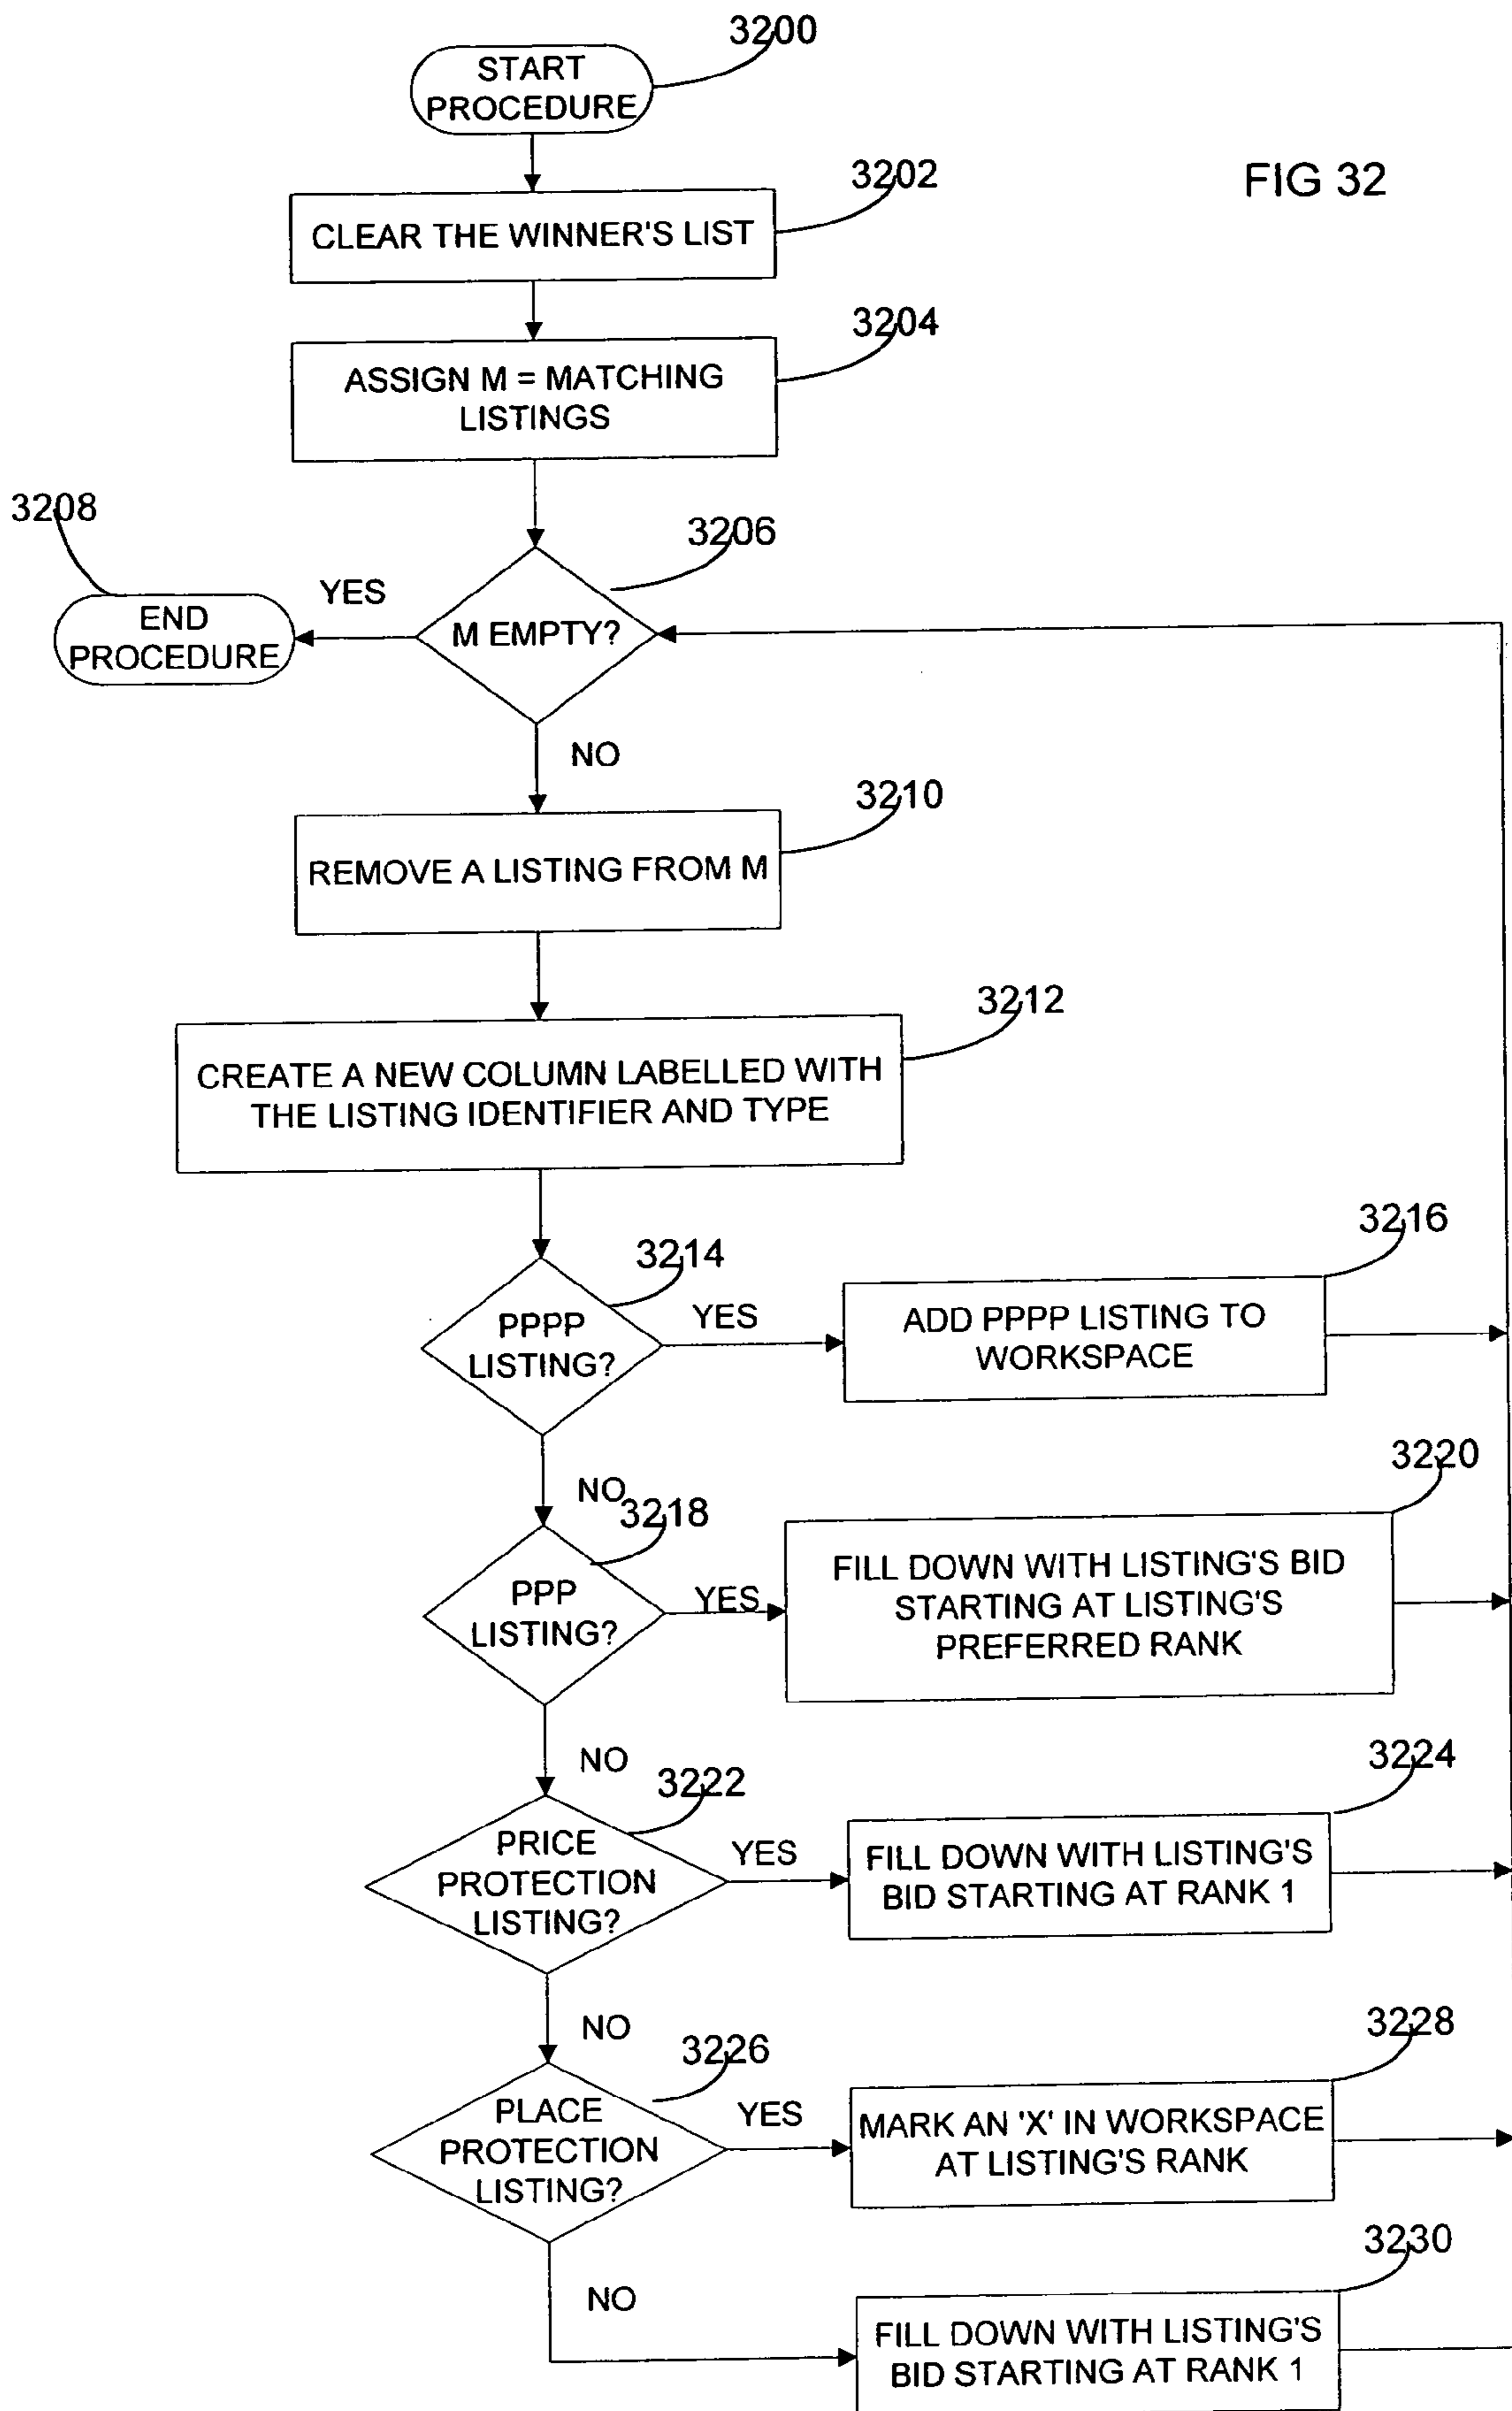 3200
START
PROCEDURE
FIG 32
3202
CLEAR THE WINNER'S LIST
3204
ASSIGN M = MATCHING
LISTINGS
3208
3206
YES
END
PROCEDURE
M EMPTY?
NO
3210
REMOVE A LISTING FROM M
3212
CREATE A NEW COLUMN LABELLED WITH
THE LISTING IDENTIFIER AND TYPE
3214
3216
PPPP
LISTING?
YES
ADD PPPP LISTING TO
WORKSPACE
NO
3218
3220
PPP
LISTING?
YES
FILL DOWN WITH LISTING'S BID
STARTING AT LISTING'S
PREFERRED RANK
NO
3222
3224
PRICE
PROTECTION
LISTING?
YES
FILL DOWN WITH LISTING'S
BID STARTING AT RANK 1
NO
3226
3228
PLACE
PROTECTION
LISTING?
YES
MARK AN 'X' IN WORKSPACE
AT LISTING'S RANK
3230
NO
FILL DOWN WITH LISTING'S
BID STARTING AT RANK 1